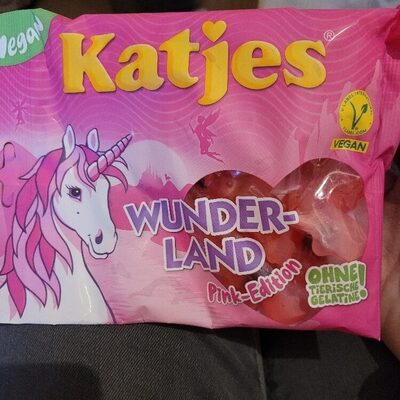 Vegan
Katjes®
VEGAN
WUNDER-
LAND
Pink-Edition
OHNE
TIERISCHE
GELATINE!